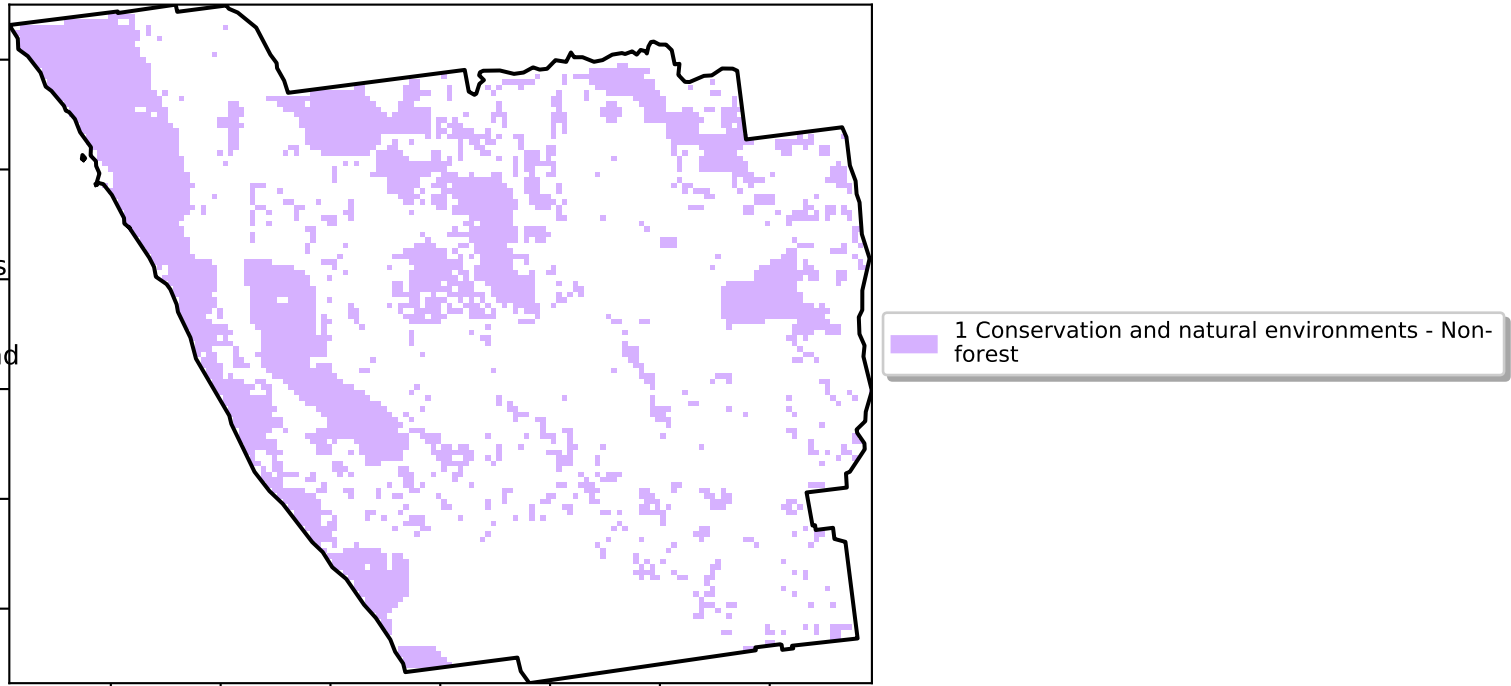 s
d
1 Conservation and natural environments - Non-
forest